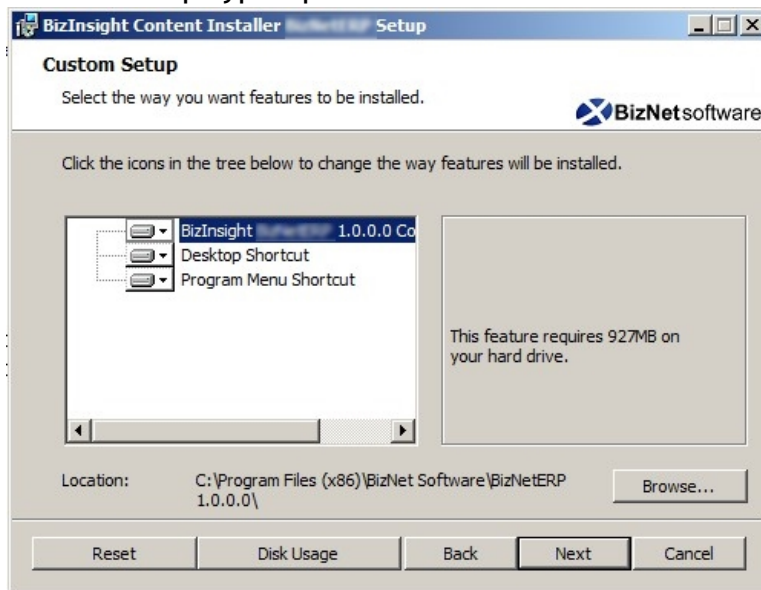 BizInsight Content Installer Setup
Custom Setup
Select the way you want features to be installed.
BizNetsoftware
Click the icons in the tree below to change the way features will be installed.
BizInsight 1.0.0.0 Co
Desktop Shortcut
Program Menu Shortcut
This feature requires 927MB on
your hard drive.
Location: C:\Program Files (x86)\BizNet Software\BizNetERP
1.0.0.0\
Browse...
Reset Disk Usage Back Next Cancel